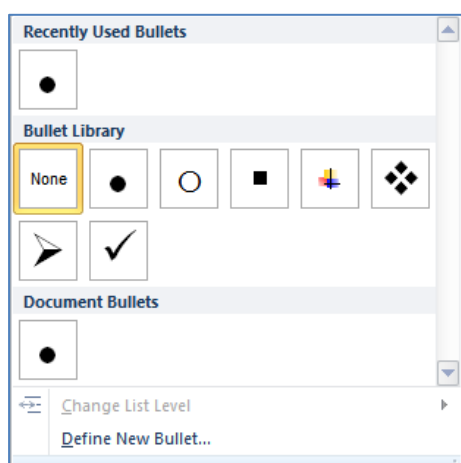 Recently Used Bullets
Bullet Library
None
Document Bullets
Change List Level
Define New Bullet...